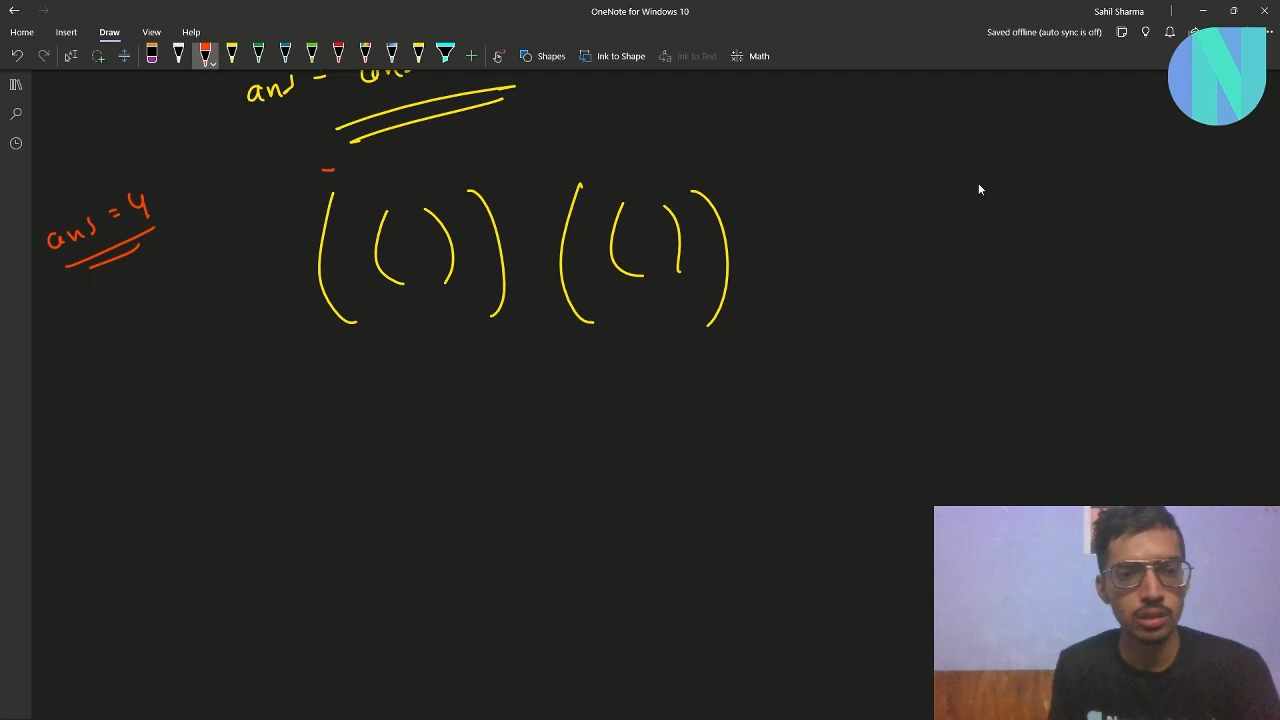 OneNote for Windows 10
Sahil Sharma
Home Insert Draw View Help
Saved offline (auto sync is off)
Shapes Ink to Shape Ink to Text Math
ans =
ans = 4
( ( ) ) ( ( ) )